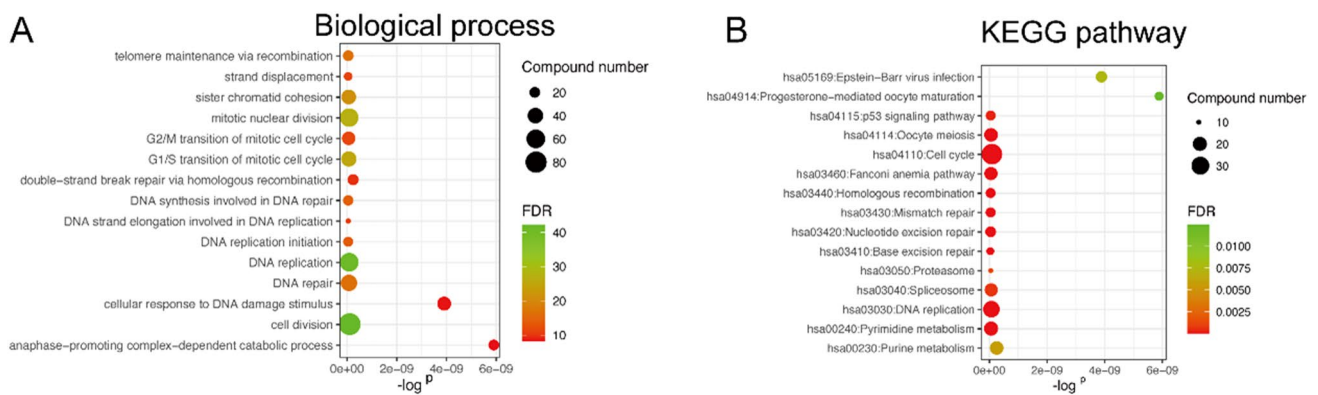 A
Biological process
telomere maintenance via recombination
strand displacement
sister chromatid cohesion
mitotic nuclear division
G2/M transition of mitotic cell cycle
G1/S transition of mitotic cell cycle
double-strand break repair via homologous recombination
DNA synthesis involved in DNA repair
DNA strand elongation involved in DNA replication
DNA replication initiation
DNA replication
DNA repair
cellular response to DNA damage stimulus
cell division
anaphase-promoting complex-dependent catabolic process
0e+00 2e-09 4e-09 6e-09
-log p
Compound number
20
40
60
80
FDR
40
30
20
10
B
KEGG pathway
hsa05169:Epstein-Barr virus infection
hsa04914:Progesterone-mediated oocyte maturation
hsa04115:p53 signaling pathway
hsa04114:Oocyte meiosis
hsa04110:Cell cycle
hsa03460:Fanconi anemia pathway
hsa03440:Homologous recombination
hsa03430:Mismatch repair
hsa03420:Nucleotide excision repair
hsa03410:Base excision repair
hsa03050:Proteasome
hsa03040:Spliceosome
hsa03030:DNA replication
hsa00240:Pyrimidine metabolism
hsa00230:Purine metabolism
0e+00 2e-09 4e-09 6e-09
-log p
Compound number
10
20
30
FDR
0.0100
0.0075
0.0050
0.0025